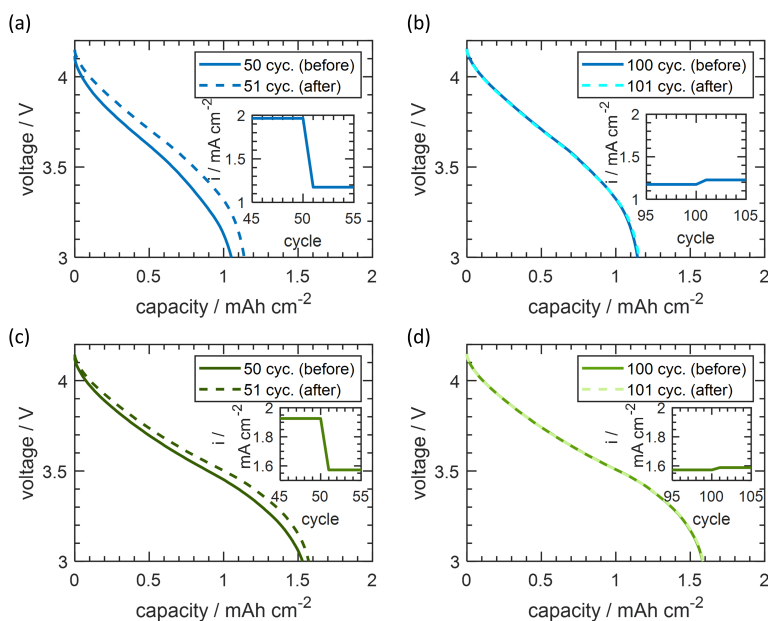 (a)
50 cyc. (before)
51 cyc. (after)
4
3.5
3
voltage / V
0
0.5
1
1.5
2
capacity / mAh cm-2
2
1.5
1
i / mA cm-2
45
50
55
cycle
(b)
100 cyc. (before)
101 cyc. (after)
4
3.5
3
voltage / V
0
0.5
1
1.5
2
capacity / mAh cm-2
2
1.5
1
i / mA cm-2
95
100
105
cycle
(c)
50 cyc. (before)
51 cyc. (after)
4
3.5
3
voltage / V
0
0.5
1
1.5
2
capacity / mAh cm-2
2
1.8
1.6
i /
mA cm-2
45
50
55
cycle
(d)
100 cyc. (before)
101 cyc. (after)
4
3.5
3
voltage / V
0
0.5
1
1.5
2
capacity / mAh cm-2
2
1.8
1.6
i /
mA cm-2
95
100
105
cycle